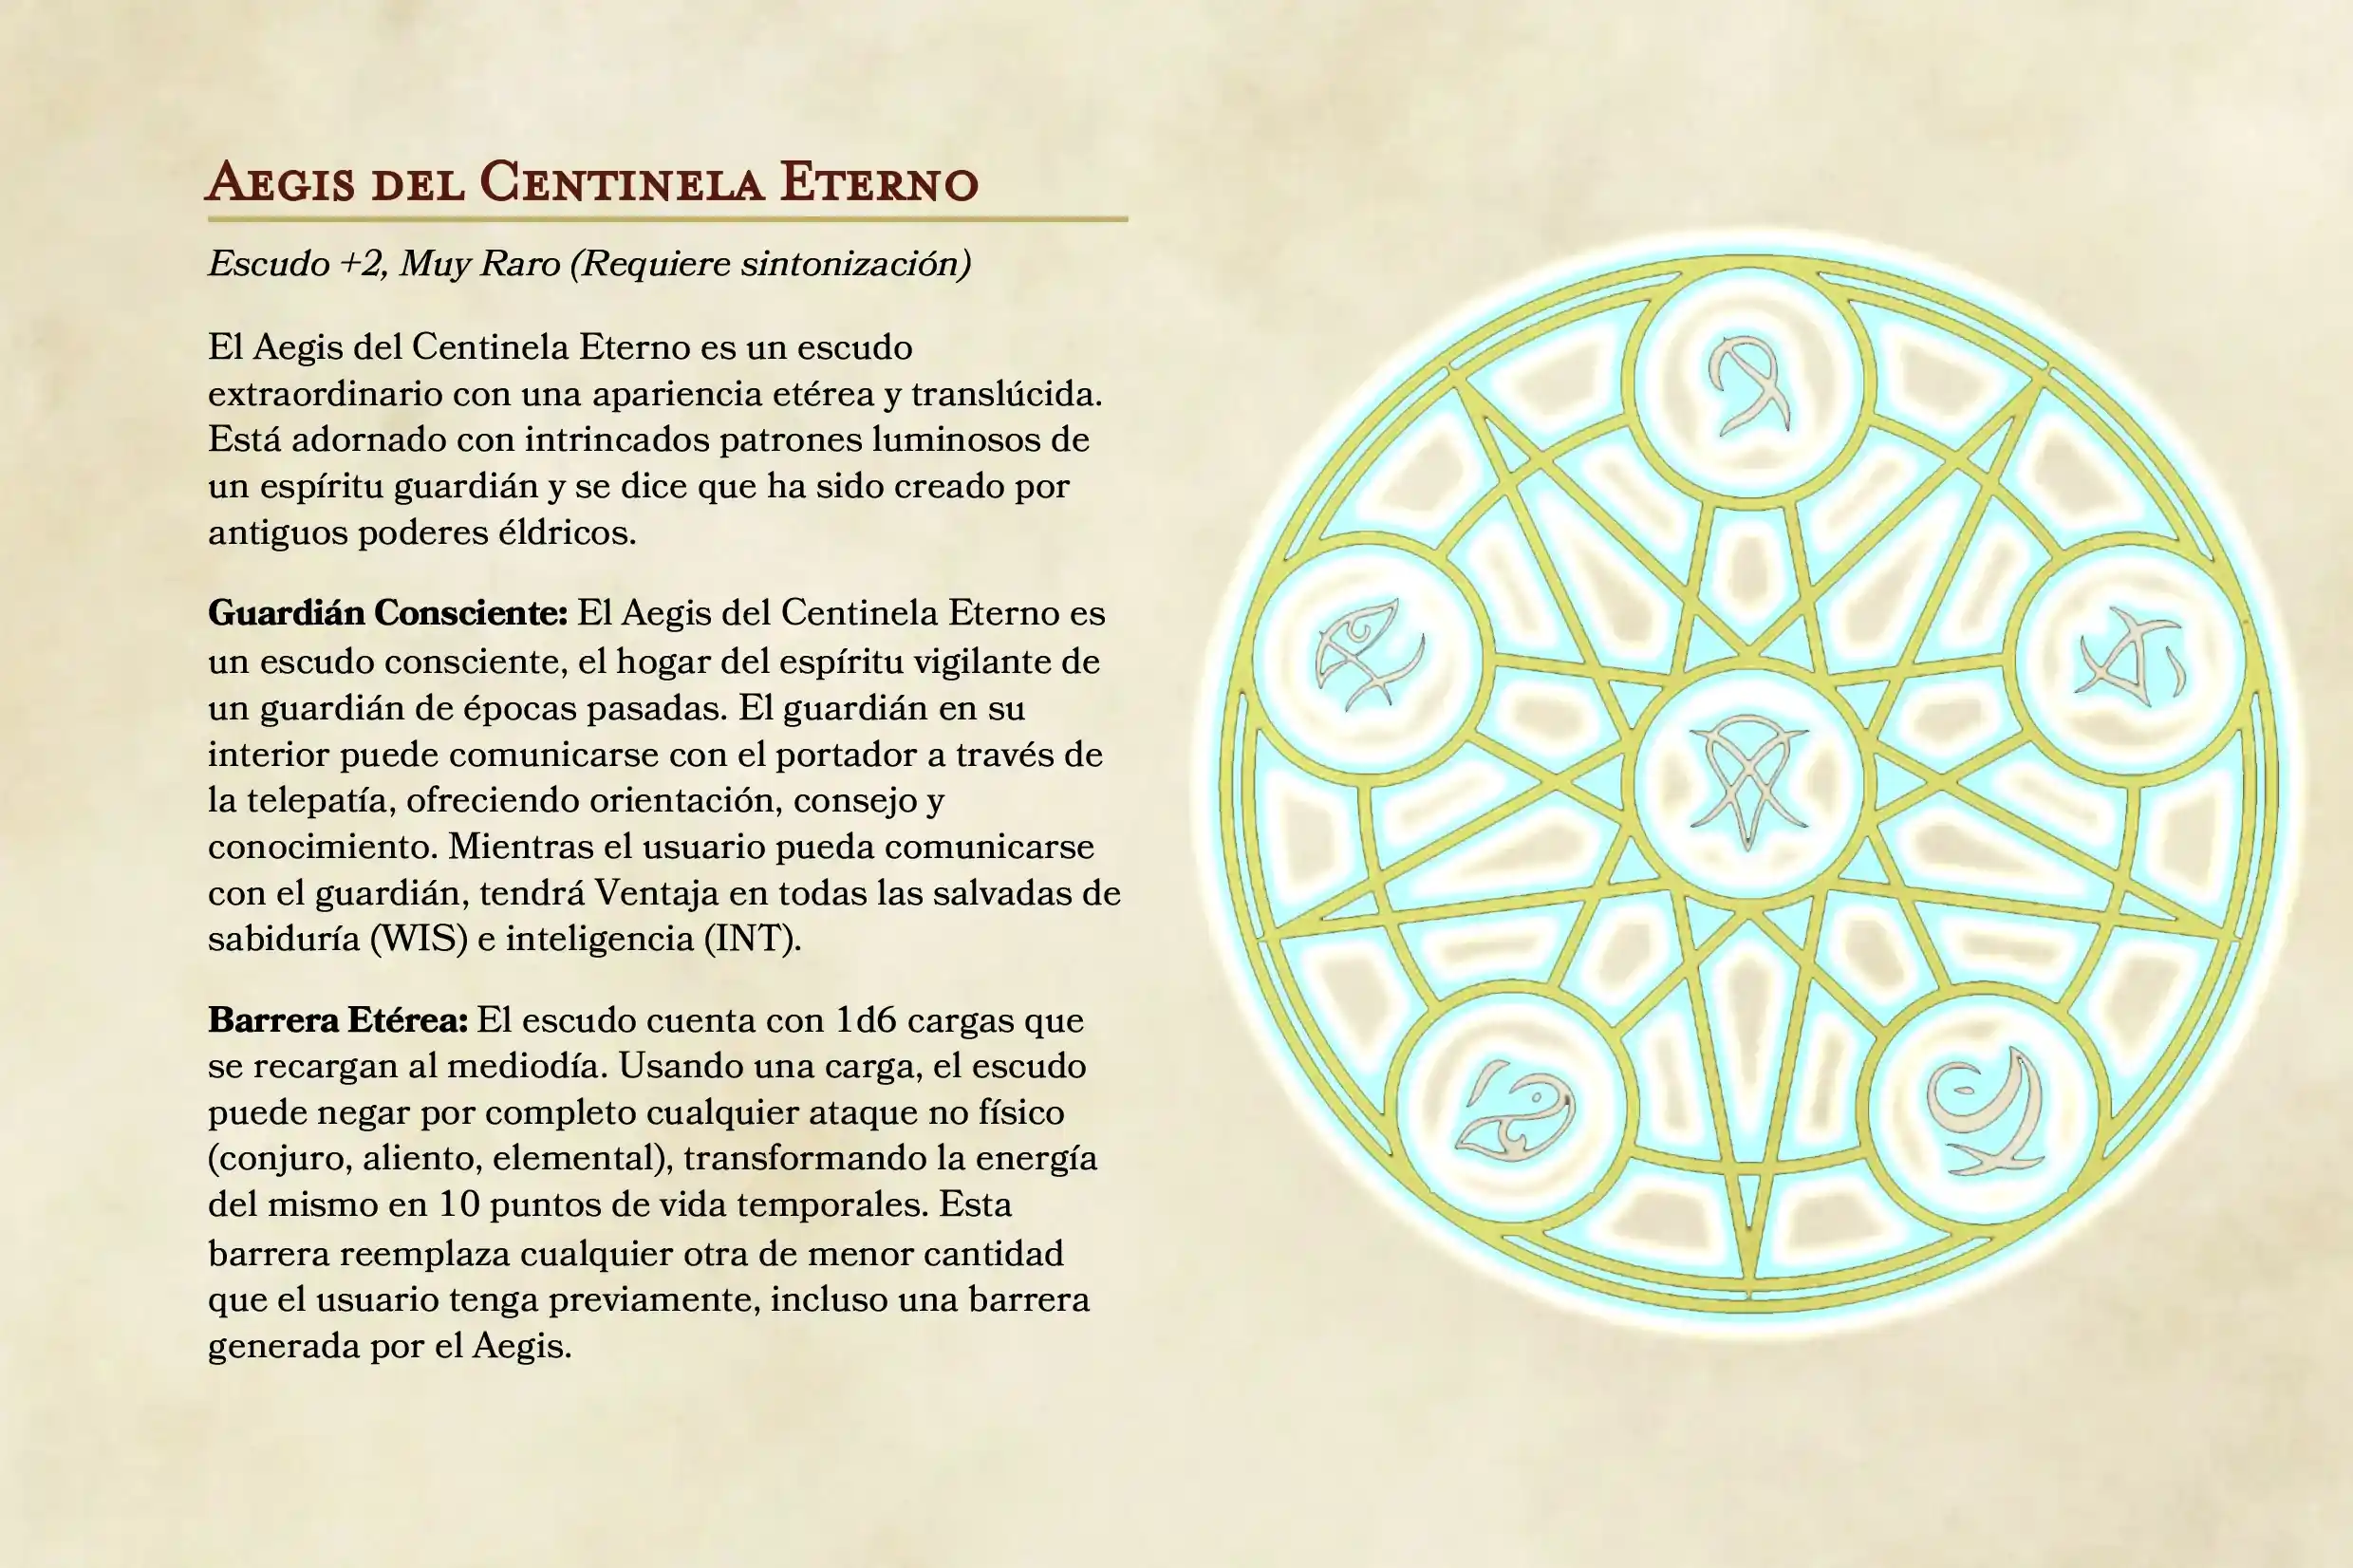 Aegis del Centinela Eterno
Escudo +2, Muy Raro (Requiere sintonización)
El Aegis del Centinela Eterno es un escudo
extraordinario con una apariencia etérea y translúcida.
Está adornado con intrincados patrones luminosos de
un espíritu guardián y se dice que ha sido creado por
antiguos poderes éldricos.
Guardián Consciente: El Aegis del Centinela Eterno es
un escudo consciente, el hogar del espíritu vigilante de
un guardián de épocas pasadas. El guardián en su
interior puede comunicarse con el portador a través de
la telepatía, ofreciendo orientación, consejo y
conocimiento. Mientras el usuario pueda comunicarse
con el guardián, tendrá Ventaja en todas las salvadas de
sabiduría (WIS) e inteligencia (INT).
Barrera Etérea: El escudo cuenta con 1d6 cargas que
se recargan al mediodía. Usando una carga, el escudo
puede negar por completo cualquier ataque no físico
(conjuro, aliento, elemental), transformando la energía
del mismo en 10 puntos de vida temporales. Esta
barrera reemplaza cualquier otra de menor cantidad
que el usuario tenga previamente, incluso una barrera
generada por el Aegis.